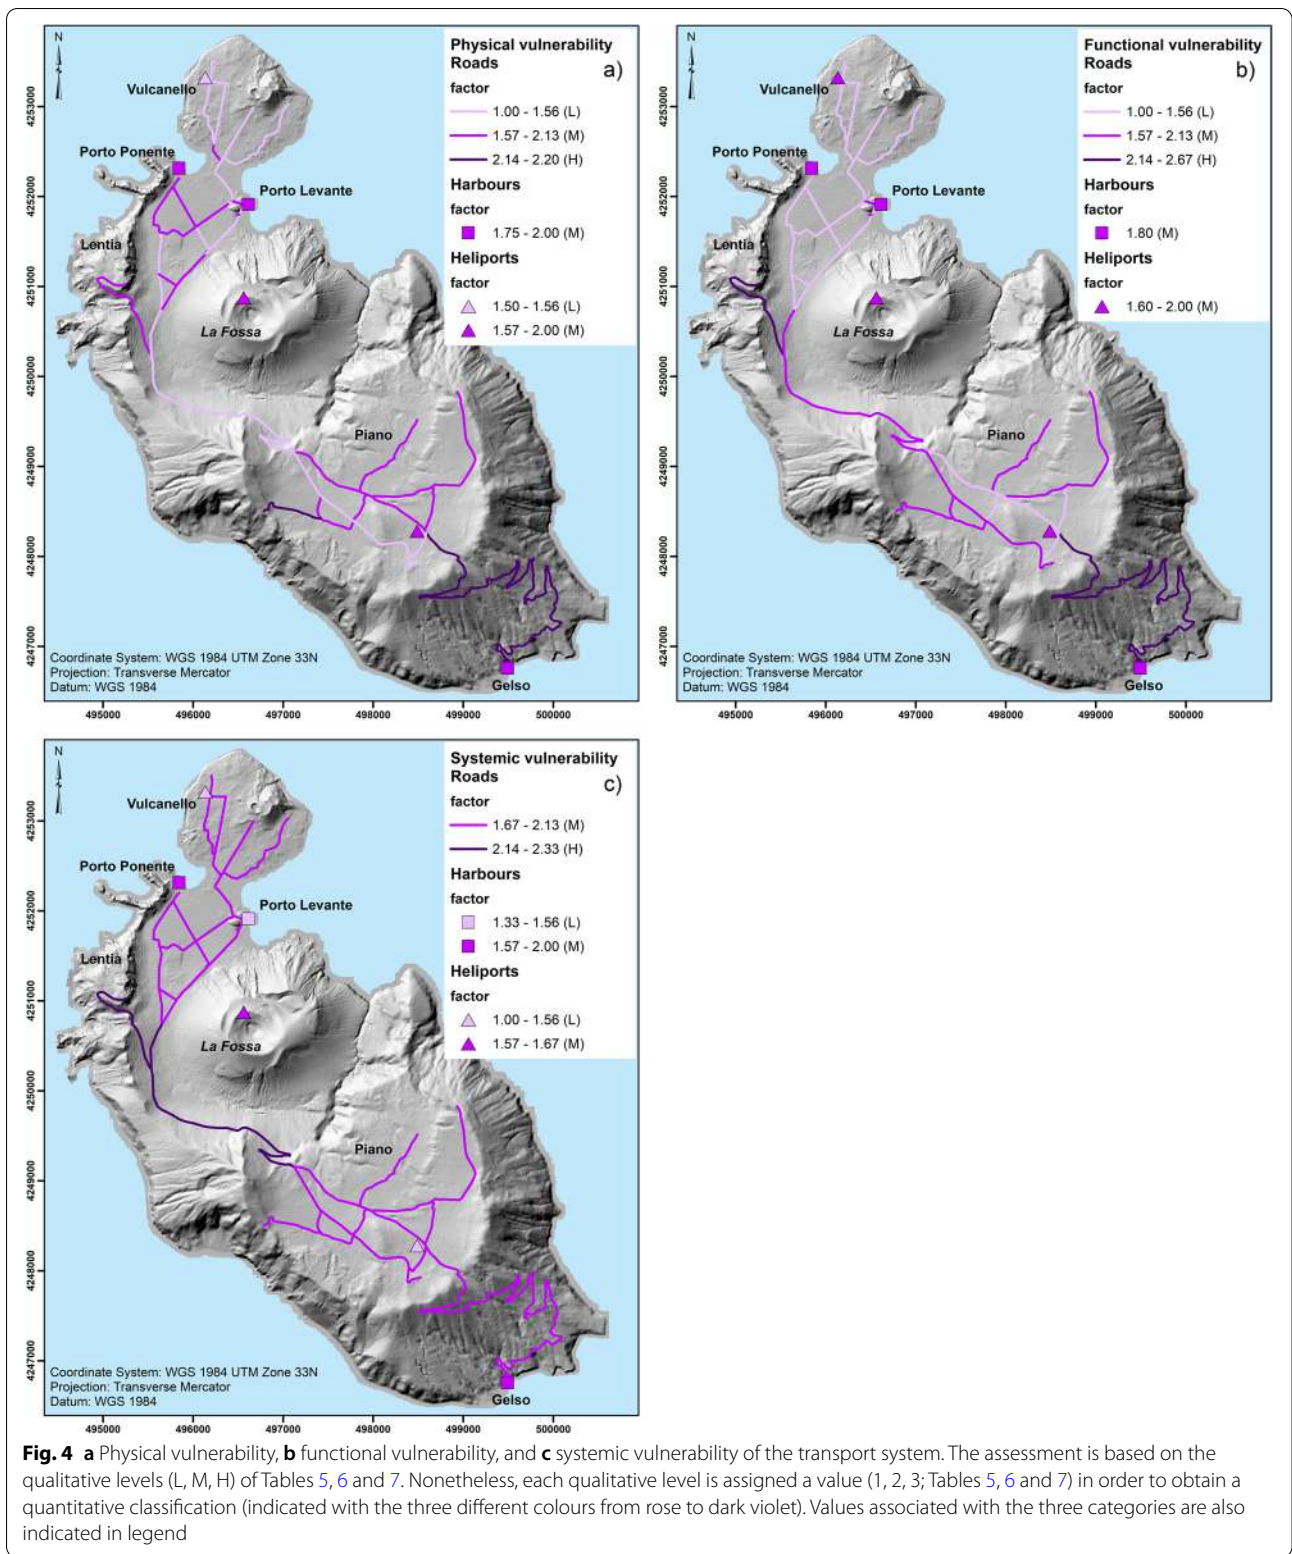 N
Physical vulnerability
Roads
a)
factor
1.00 - 1.56 (L)
1.57 - 2.13 (M)
2.14 - 2.20 (H)
Harbours
factor
1.75 - 2.00 (M)
Heliports
factor
1.50 - 1.56 (L)
1.57 - 2.00 (M)
Vulcanello
Porto Ponente
Porto Levante
Lentia
La Fossa
Piano
Gelso
4253000
4252000
4251000
4250000
4249000
4248000
4247000
Coordinate System: WGS 1984 UTM Zone 33N
Projection: Transverse Mercator
Datum: WGS 1984
495000 496000 497000 498000 499000 500000
N
Functional vulnerability
Roads
b)
factor
1.00 - 1.56 (L)
1.57 - 2.13 (M)
2.14 - 2.67 (H)
Harbours
factor
1.80 (M)
Heliports
factor
1.60 - 2.00 (M)
Vulcanello
Porto Ponente
Porto Levante
Lentia
La Fossa
Piano
Gelso
4253000
4252000
4251000
4250000
4249000
4248000
4247000
Coordinate System: WGS 1984 UTM Zone 33N
Projection: Transverse Mercator
Datum: WGS 1984
495000 496000 497000 498000 499000 500000
N
Systemic vulnerability
Roads
c)
factor
1.67 - 2.13 (M)
2.14 - 2.33 (H)
Harbours
factor
1.33 - 1.56 (L)
1.57 - 2.00 (M)
Heliports
factor
1.00 - 1.56 (L)
1.57 - 1.67 (M)
Vulcanello
Porto Ponente
Porto Levante
Lentia
La Fossa
Piano
Gelso
4253000
4252000
4251000
4250000
4249000
4248000
4247000
Coordinate System: WGS 1984 UTM Zone 33N
Projection: Transverse Mercator
Datum: WGS 1984
495000 496000 497000 498000 499000 500000
Fig. 4 a Physical vulnerability, b functional vulnerability, and c systemic vulnerability of the transport system. The assessment is based on the
qualitative levels (L, M, H) of Tables 5, 6 and 7. Nonetheless, each qualitative level is assigned a value (1, 2, 3; Tables 5, 6 and 7) in order to obtain a
quantitative classification (indicated with the three different colours from rose to dark violet). Values associated with the three categories are also
indicated in legend